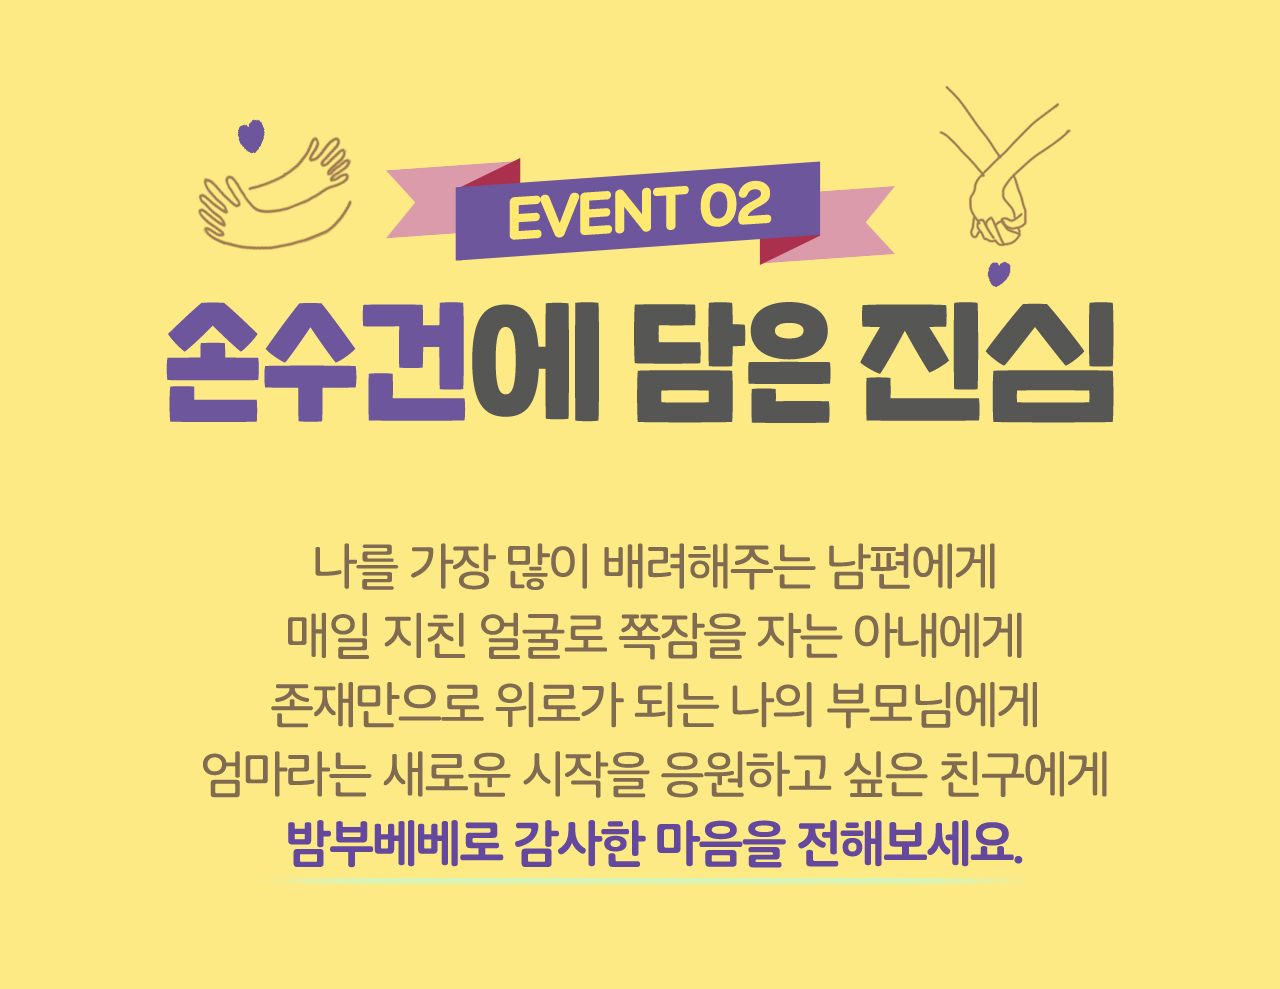 EVENT 02
손수건에 담은 진심
나를 가장 많이 배려해주는 남편에게
매일 지친 얼굴로 쪽잠을 자는 아내에게
존재만으로 위로가 되는 나의 부모님에게
엄마라는 새로운 시작을 응원하고 싶은 친구에게
밤부베베로 감사한 마음을 전해보세요.